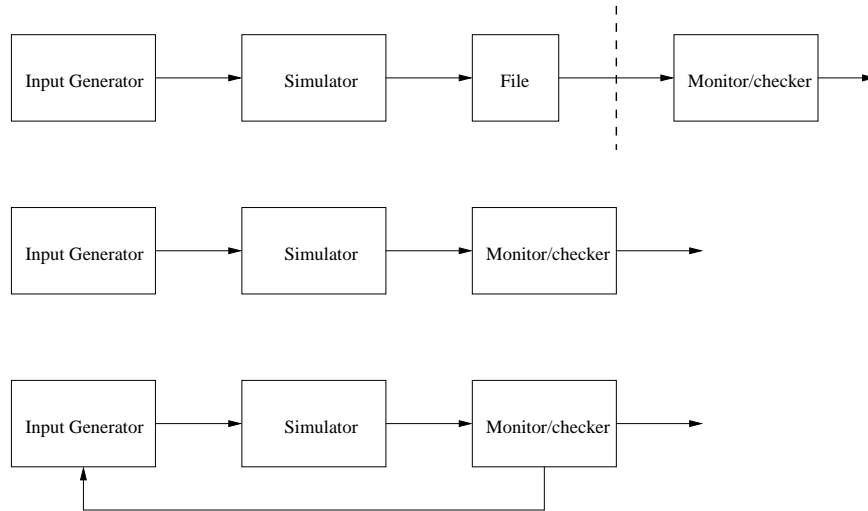 Input Generator
Simulator
File
Monitor/checker
Input Generator
Simulator
Monitor/checker
Input Generator
Simulator
Monitor/checker